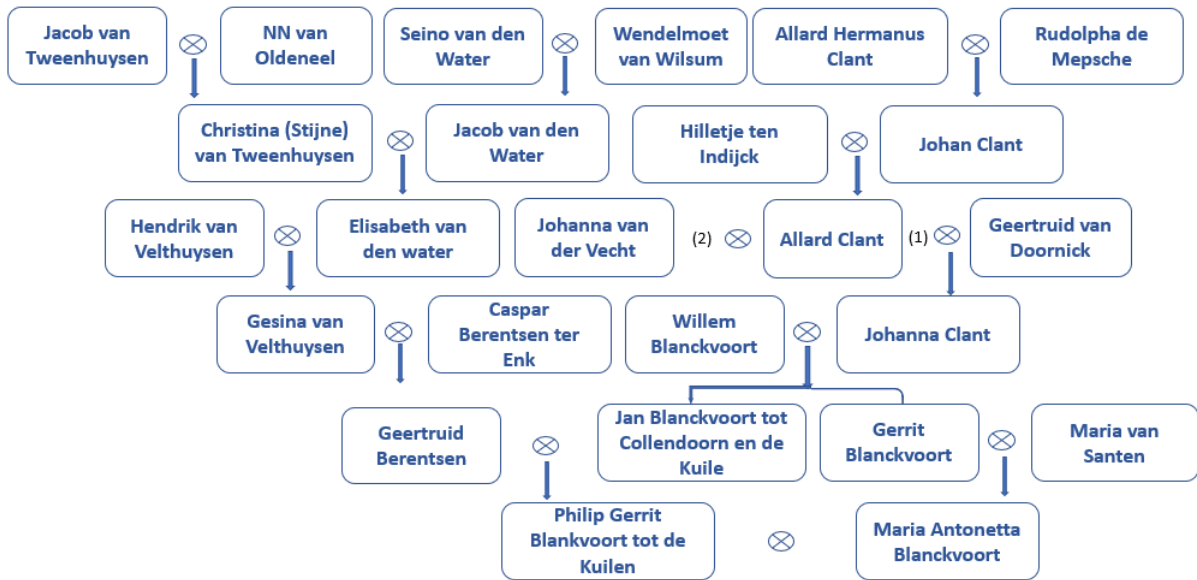 Jacob van
Tweenhuysen
NN van
Oldeneel
Seino van den
Water
Wendelmoet
van Wilsum
Allard Hermanus
Clant
Rudolpha de
Mepsche
Christina (Stijne)
van Tweenhuysen
Jacob van den
Water
Hilletje ten
Indijck
Johan Clant
Hendrik van
Velthuysen
Elisabeth van
den water
Johanna van
der Vecht
(2)
Allard Clant
(1)
Geertruid van
Doornick
Gesina van
Velthuysen
Caspar
Berentsen ter
Enk
Willem
Blanckvoort
Johanna Clant
Geertruid
Berentsen
Jan Blanckvoort tot
Collendoorn en de
Kuile
Gerrit
Blanckvoort
Maria van
Santen
Philip Gerrit
Blankvoort tot de
Kuilen
Maria Antonetta
Blanckvoort